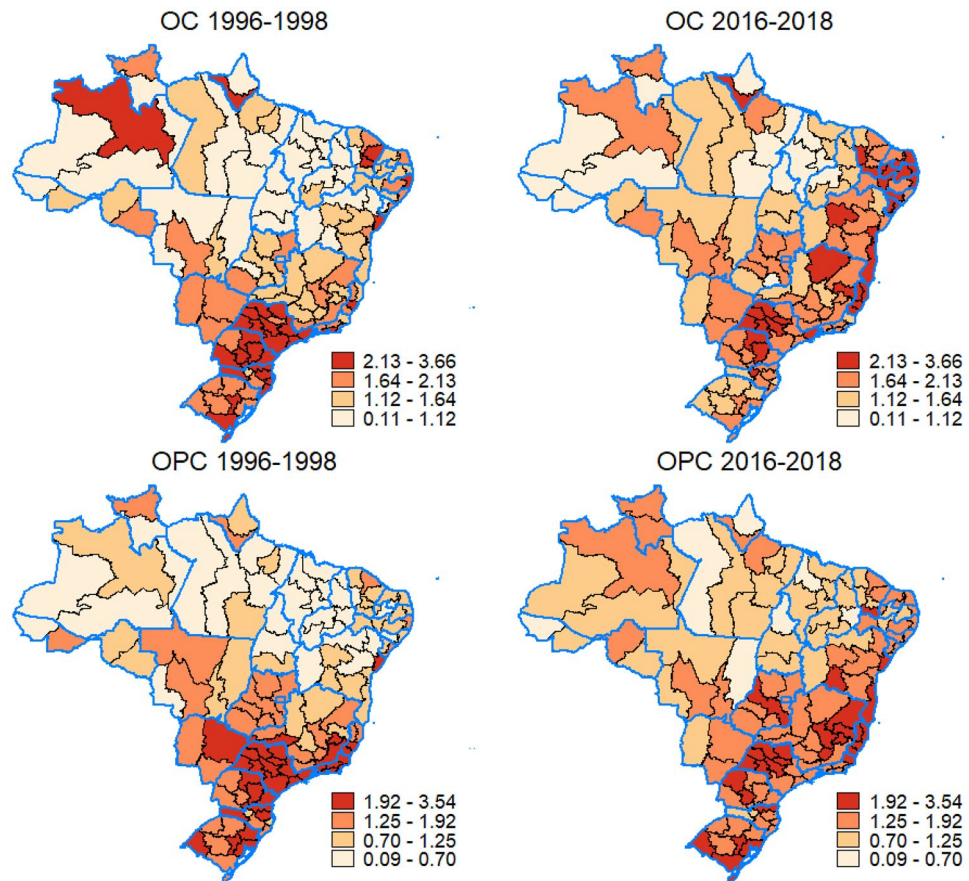 OC 1996-1998
OC 2016-2018
2.13 - 3.66
1.64 - 2.13
1.12 - 1.64
0.11 - 1.12
2.13 - 3.66
1.64 - 2.13
1.12 - 1.64
0.11 - 1.12
OPC 1996-1998
OPC 2016-2018
1.92 - 3.54
1.25 - 1.92
0.70 - 1.25
0.09 - 0.70
1.92 - 3.54
1.25 - 1.92
0.70 - 1.25
0.09 - 0.70